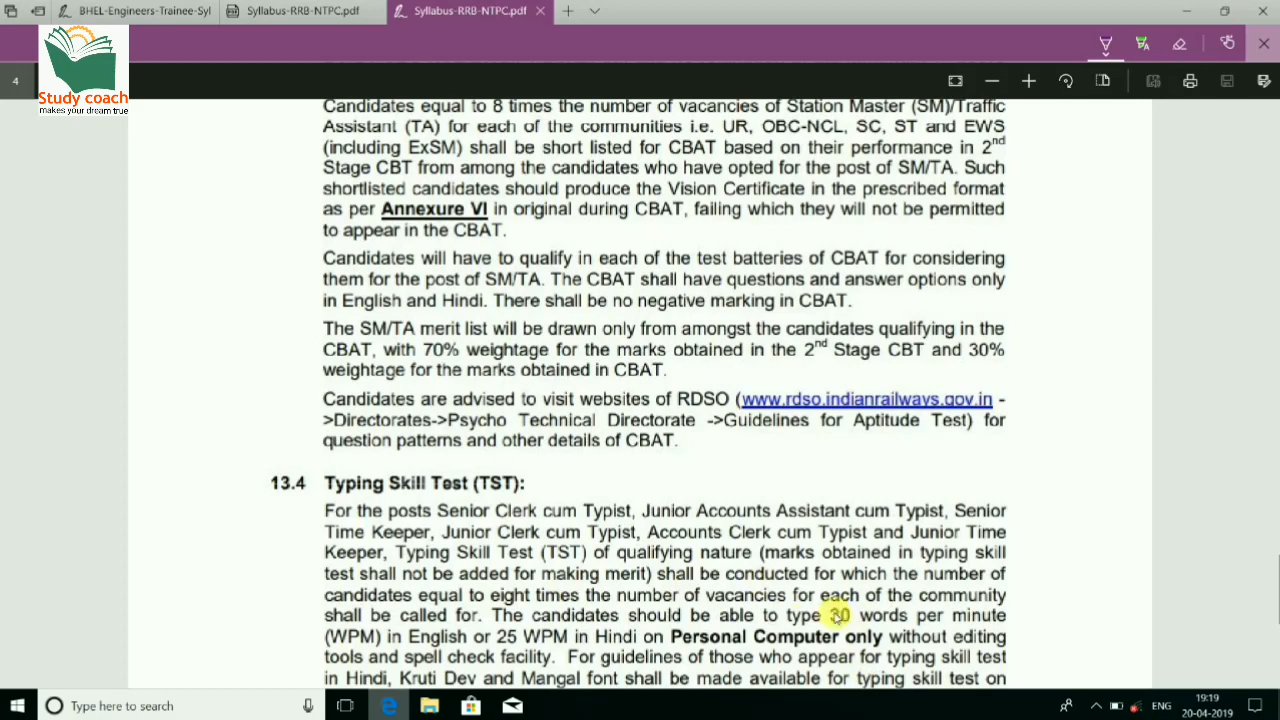 BHEL-Engineers-Trainee-Syl
Syllabus-RRB-NTPC.pdf
Syllabus-RRB-NTPC.pdf
4
Study coach
makes your dream true
Candidates equal to 8 times the number of vacancies of Station Master (SM)/Traffic
Assistant (TA) for each of the communities i.e. UR, OBC-NCL, SC, ST and EWS
(including ExSM) shall be short listed for CBAT based on their performance in 2nd
Stage CBT from among the candidates who have opted for the post of SM/TA. Such
shortlisted candidates should produce the Vision Certificate in the prescribed format
as per Annexure VI in original during CBAT, failing which they will not be permitted
to appear in the CBAT.
Candidates will have to qualify in each of the test batteries of CBAT for considering
them for the post of SM/TA. The CBAT shall have questions and answer options only
in English and Hindi. There shall be no negative marking in CBAT.
The SM/TA merit list will be drawn only from amongst the candidates qualifying in the
CBAT, with 70% weightage for the marks obtained in the 2nd Stage CBT and 30%
weightage for the marks obtained in CBAT.
Candidates are advised to visit websites of RDSO (www.rdso.indianrailways.gov.in -
>Directorates->Psycho Technical Directorate ->Guidelines for Aptitude Test) for
question patterns and other details of CBAT.
13.4 Typing Skill Test (TST):
For the posts Senior Clerk cum Typist, Junior Accounts Assistant cum Typist, Senior
Time Keeper, Junior Clerk cum Typist, Accounts Clerk cum Typist and Junior Time
Keeper, Typing Skill Test (TST) of qualifying nature (marks obtained in typing skill
test shall not be added for making merit) shall be conducted for which the number of
candidates equal to eight times the number of vacancies for each of the community
shall be called for. The candidates should be able to type 30 words per minute
(WPM) in English or 25 WPM in Hindi on Personal Computer only without editing
tools and spell check facility. For guidelines of those who appear for typing skill test
in Hindi, Kruti Dev and Mangal font shall be made available for typing skill test on
Type here to search
ENG
19:19
20-04-2019